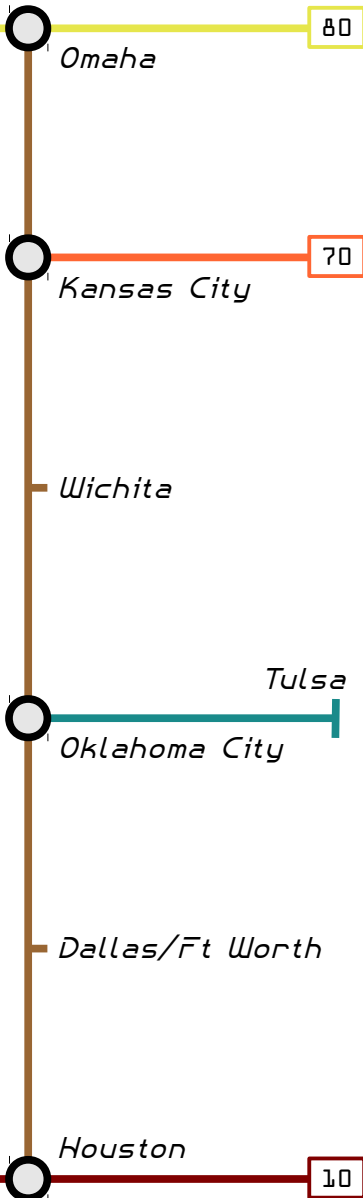 80
Omaha
70
Kansas City
Wichita
Tulsa
Oklahoma City
Dallas/Ft Worth
Houston
10